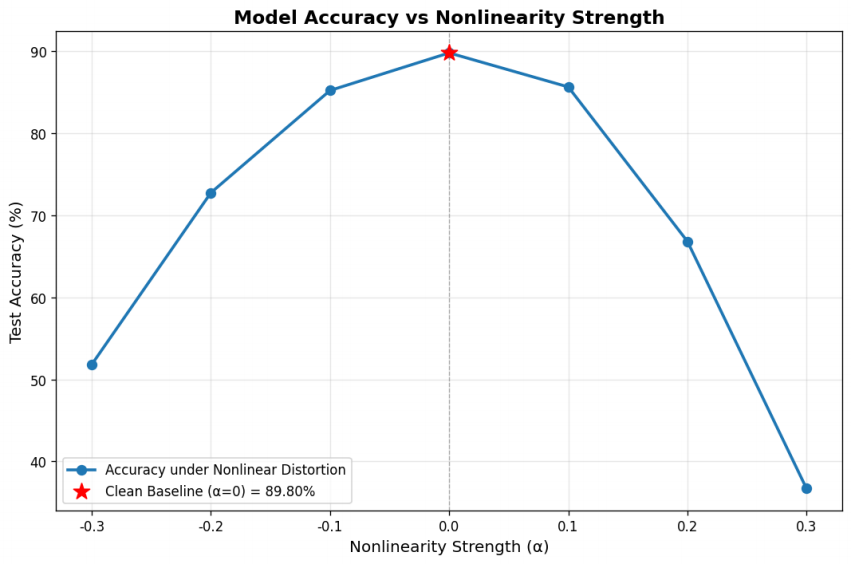 Model Accuracy vs Nonlinearity Strength
Test Accuracy (%)
90
80
70
60
50
40
Accuracy under Nonlinear Distortion
Clean Baseline (α=0) = 89.80%
-0.3
-0.2
-0.1
0.0
0.1
0.2
0.3
Nonlinearity Strength (α)